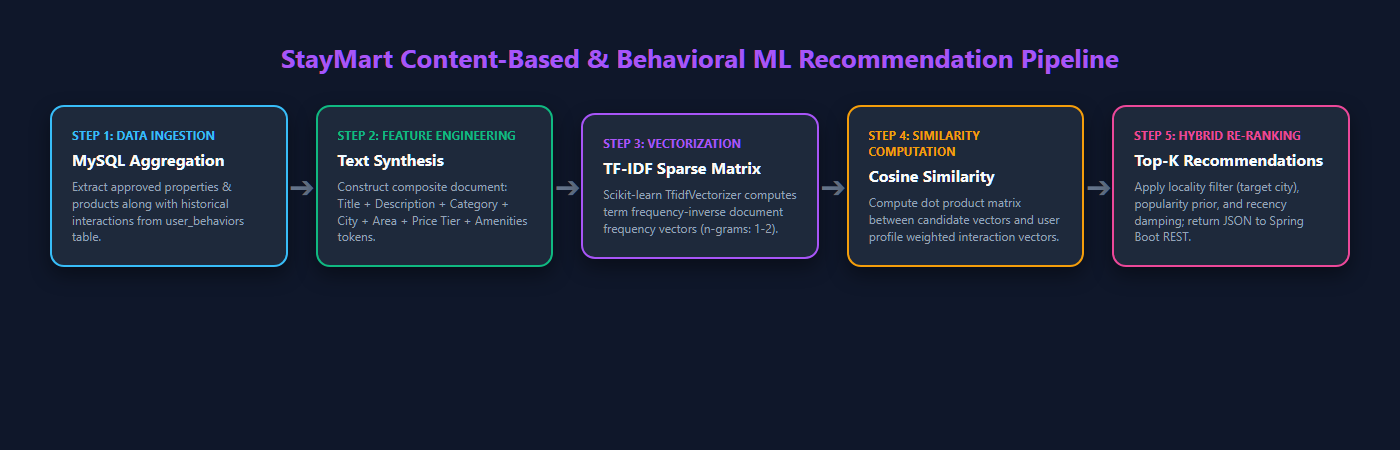 StayMart Content-Based & Behavioral ML Recommendation Pipeline
STEP 1: DATA INGESTION
MySQL Aggregation
Extract approved properties &
products along with historical
interactions from user_behaviors
table.
STEP 2: FEATURE ENGINEERING
Text Synthesis
Construct composite document:
Title + Description + Category +
City + Area + Price Tier + Amenities
tokens.
STEP 3: VECTORIZATION
TF-IDF Sparse Matrix
Scikit-learn TfidfVectorizer computes
term frequency-inverse document
frequency vectors (n-grams: 1-2).
STEP 4: SIMILARITY
COMPUTATION
Cosine Similarity
Compute dot product matrix
between candidate vectors and user
profile weighted interaction vectors.
STEP 5: HYBRID RE-RANKING
Top-K Recommendations
Apply locality filter (target city),
popularity prior, and recency
damping; return JSON to Spring
Boot REST.